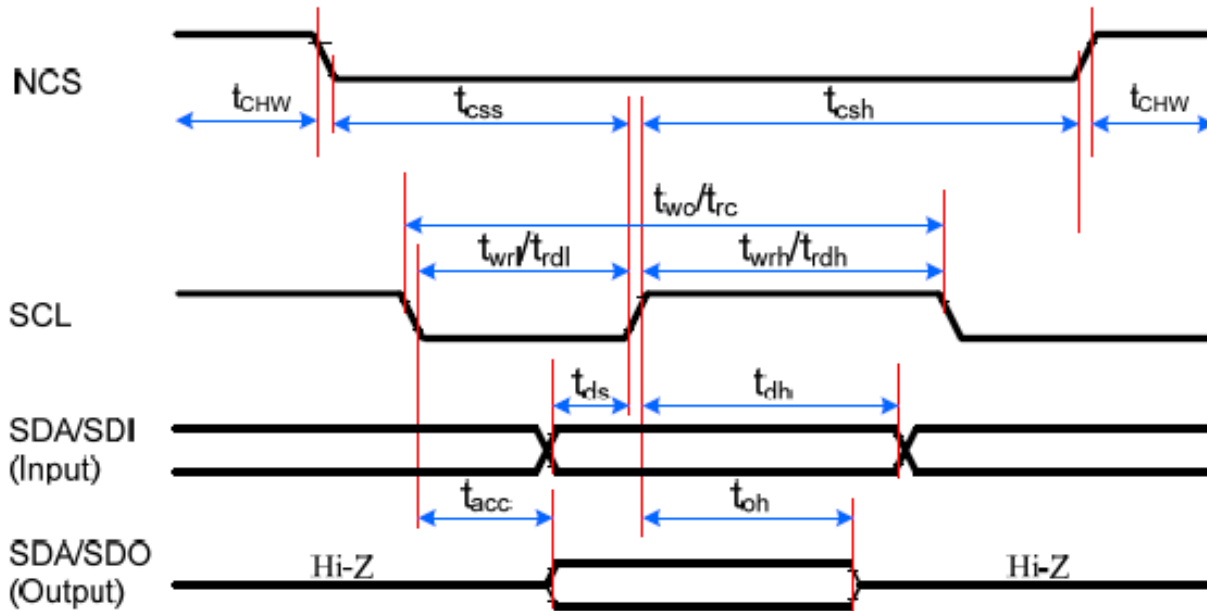 NCS
tCHW
tcss
tcsh
tCHW
two/trc
twrl/trdl
twrh/trdh
SCL
tds
tdh
SDA/SDI
(Input)
tacc
toh
SDA/SDO
(Output)
Hi-Z
Hi-Z